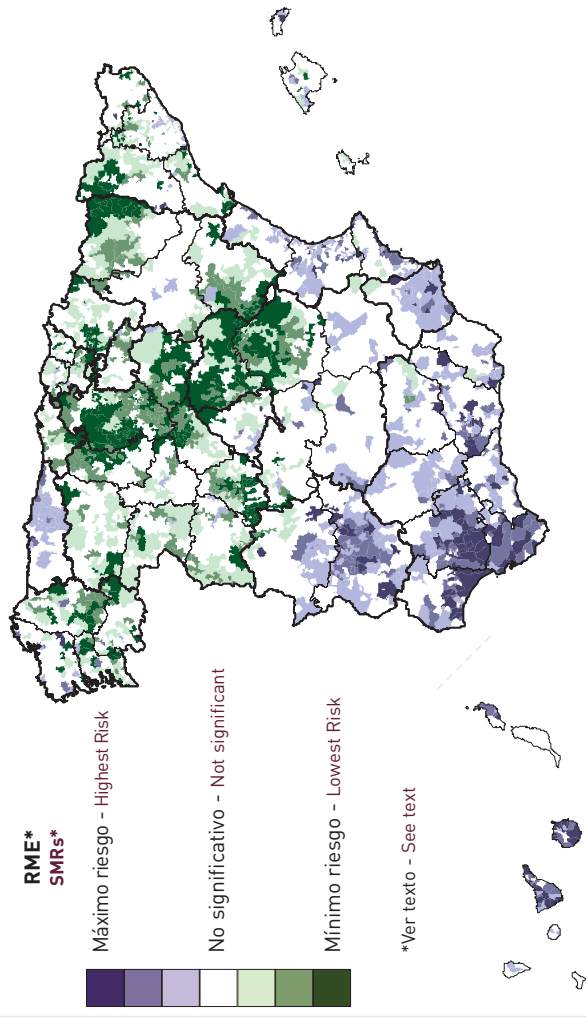 RME*
SMRs*
Máximo riesgo - Highest Risk
No significativo - Not significant
Mínimo riesgo - Lowest Risk
*Ver texto - See text